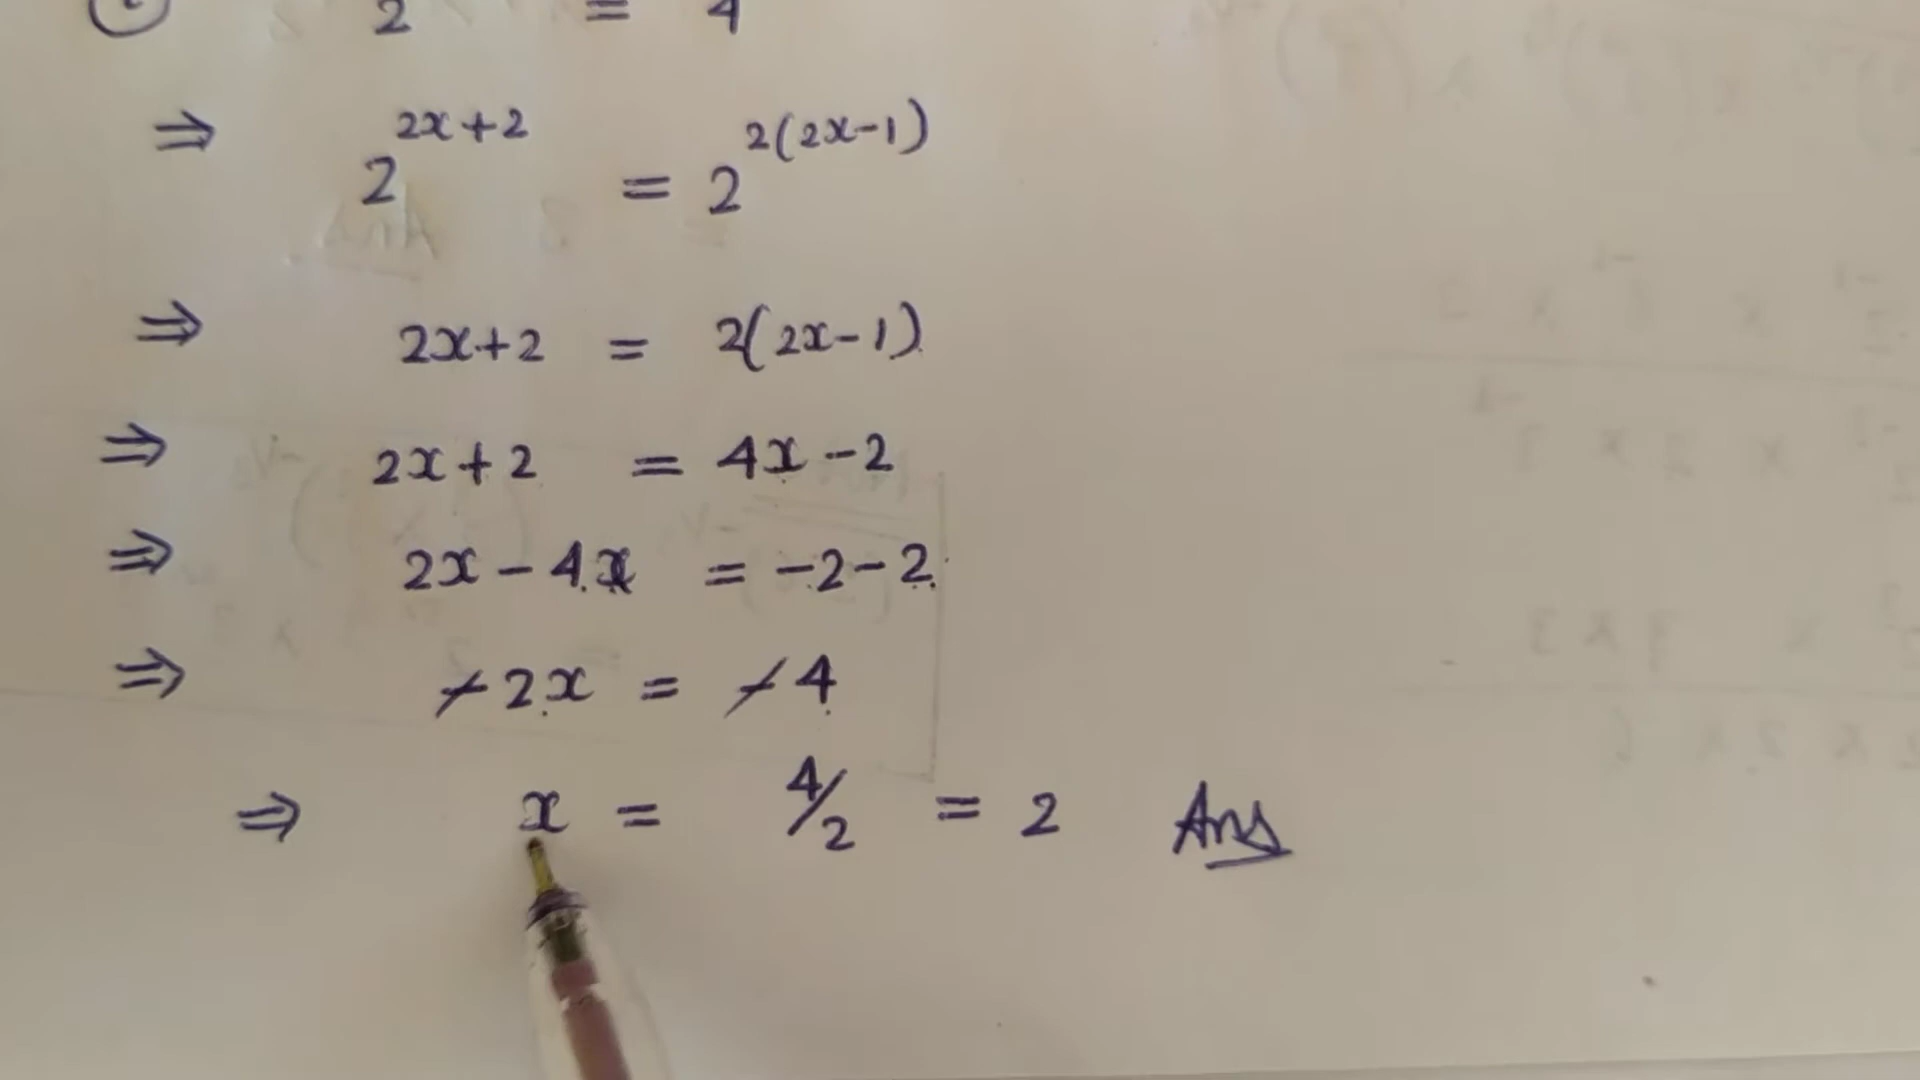 2 = 4
⇒ 2^{2x+2} = 2^{2(2x-1)}
⇒ 2x+2 = 2(2x-1)
⇒ 2x+2 = 4x-2
⇒ 2x-4x = -2-2
⇒ -2x = -4
⇒ x = 4/2 = 2 Ans